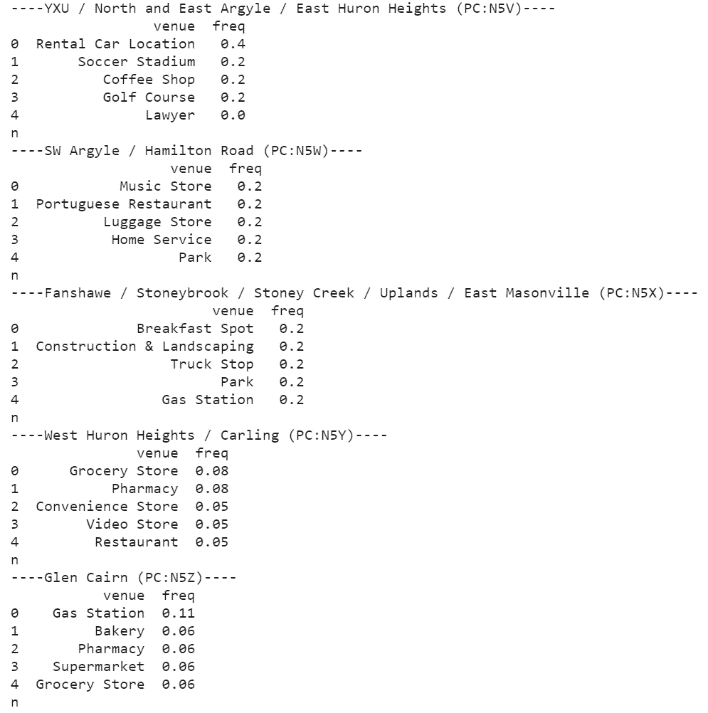 ----YXU / North and East Argyle / East Huron Heights (PC:N5V)----
venue freq
0 Rental Car Location 0.4
1 Soccer Stadium 0.2
2 Coffee Shop 0.2
3 Golf Course 0.2
4 Lawyer 0.0
n
----SW Argyle / Hamilton Road (PC:N5W)----
venue freq
0 Music Store 0.2
1 Portuguese Restaurant 0.2
2 Luggage Store 0.2
3 Home Service 0.2
4 Park 0.2
n
----Fanshawe / Stoneybrook / Stoney Creek / Uplands / East Masonville (PC:N5X)----
venue freq
0 Breakfast Spot 0.2
1 Construction & Landscaping 0.2
2 Truck Stop 0.2
3 Park 0.2
4 Gas Station 0.2
n
----West Huron Heights / Carling (PC:N5Y)----
venue freq
0 Grocery Store 0.08
1 Pharmacy 0.08
2 Convenience Store 0.05
3 Video Store 0.05
4 Restaurant 0.05
n
----Glen Cairn (PC:N5Z)----
venue freq
0 Gas Station 0.11
1 Bakery 0.06
2 Pharmacy 0.06
3 Supermarket 0.06
4 Grocery Store 0.06
n